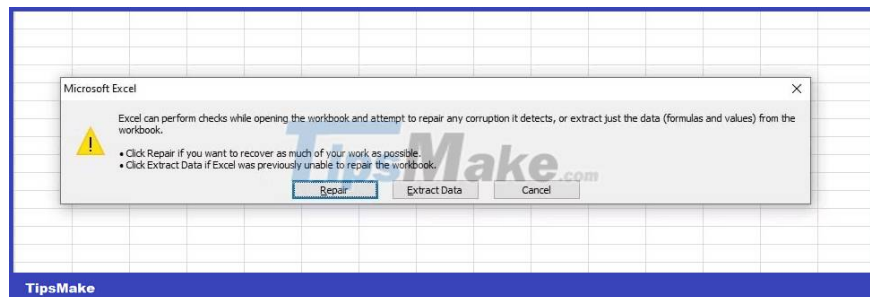 Microsoft Excel
Excel can perform checks while opening the workbook and attempt to repair any corruption it detects, or extract just the data (formulas and values) from the
workbook.
• Click Repair if you want to recover as much of your work as possible.
• Click Extract Data if Excel was previously unable to repair the workbook.
TipsMake.com
Repair
Extract Data
Cancel
TipsMake